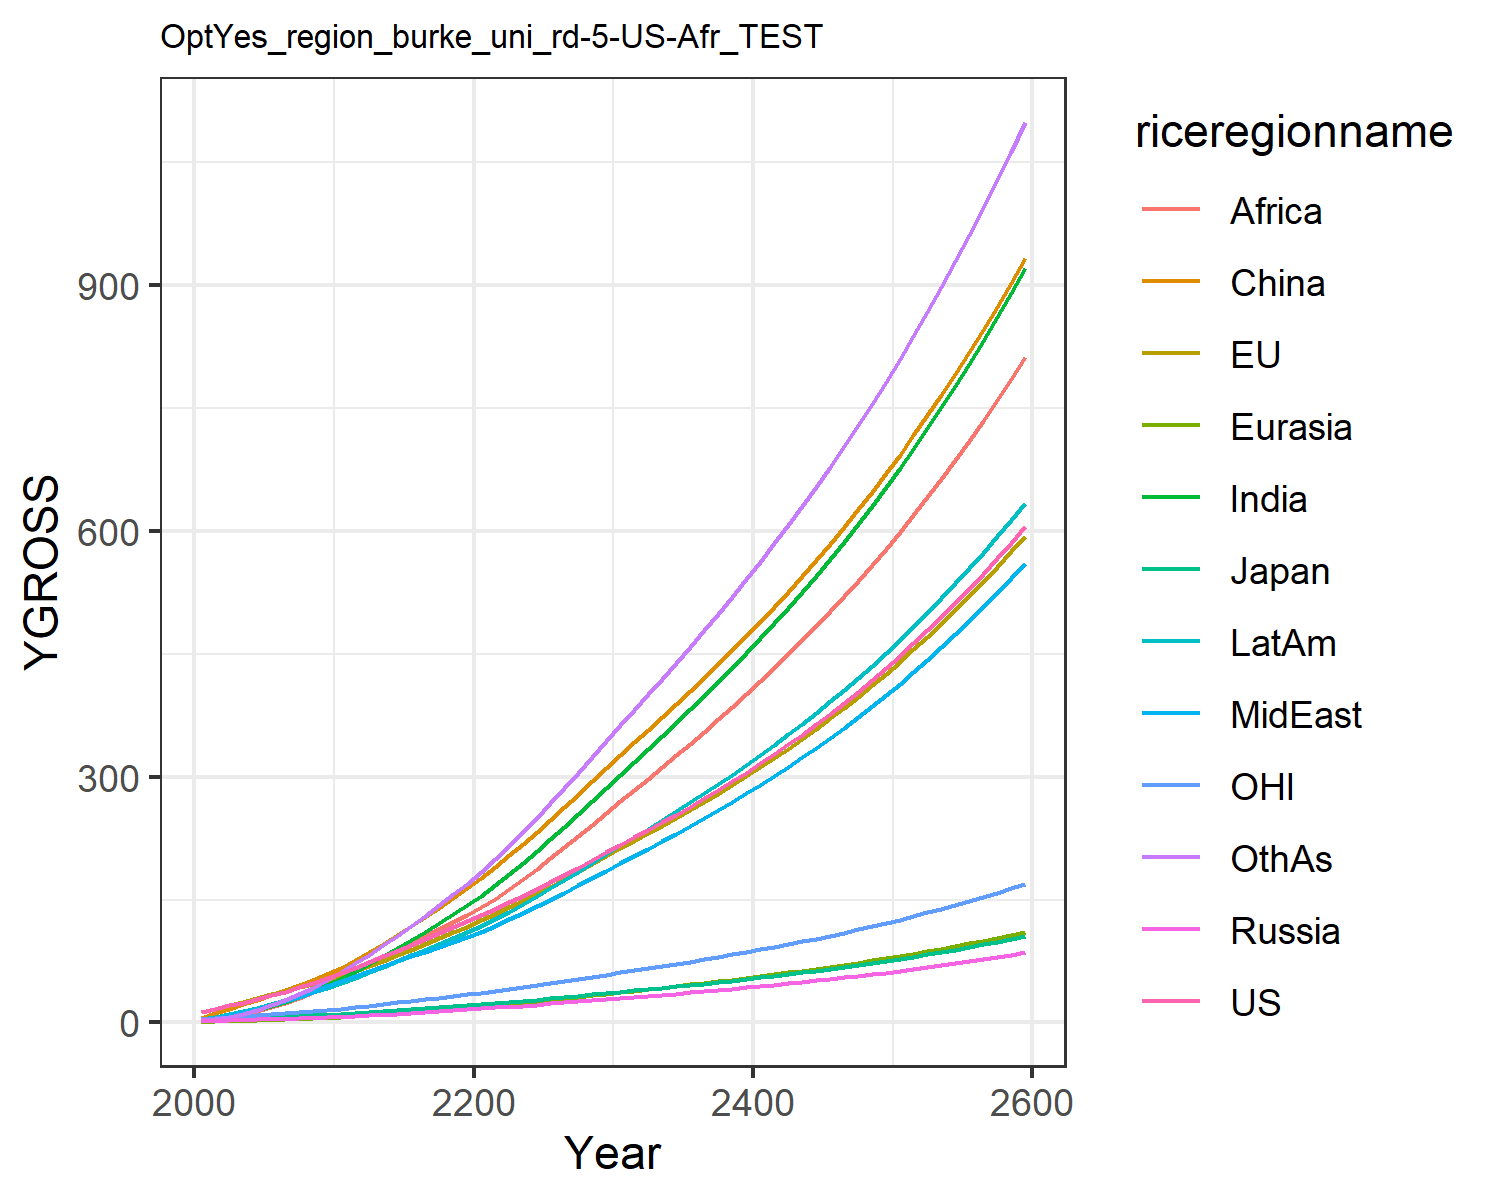 OptYes_region_burke_uni_rd-5-US-Afr_TEST
YGROSS
900
600
300
0
2000 2200 2400 2600
Year
riceregionname
Africa
China
EU
Eurasia
India
Japan
LatAm
MidEast
OHI
OthAs
Russia
US